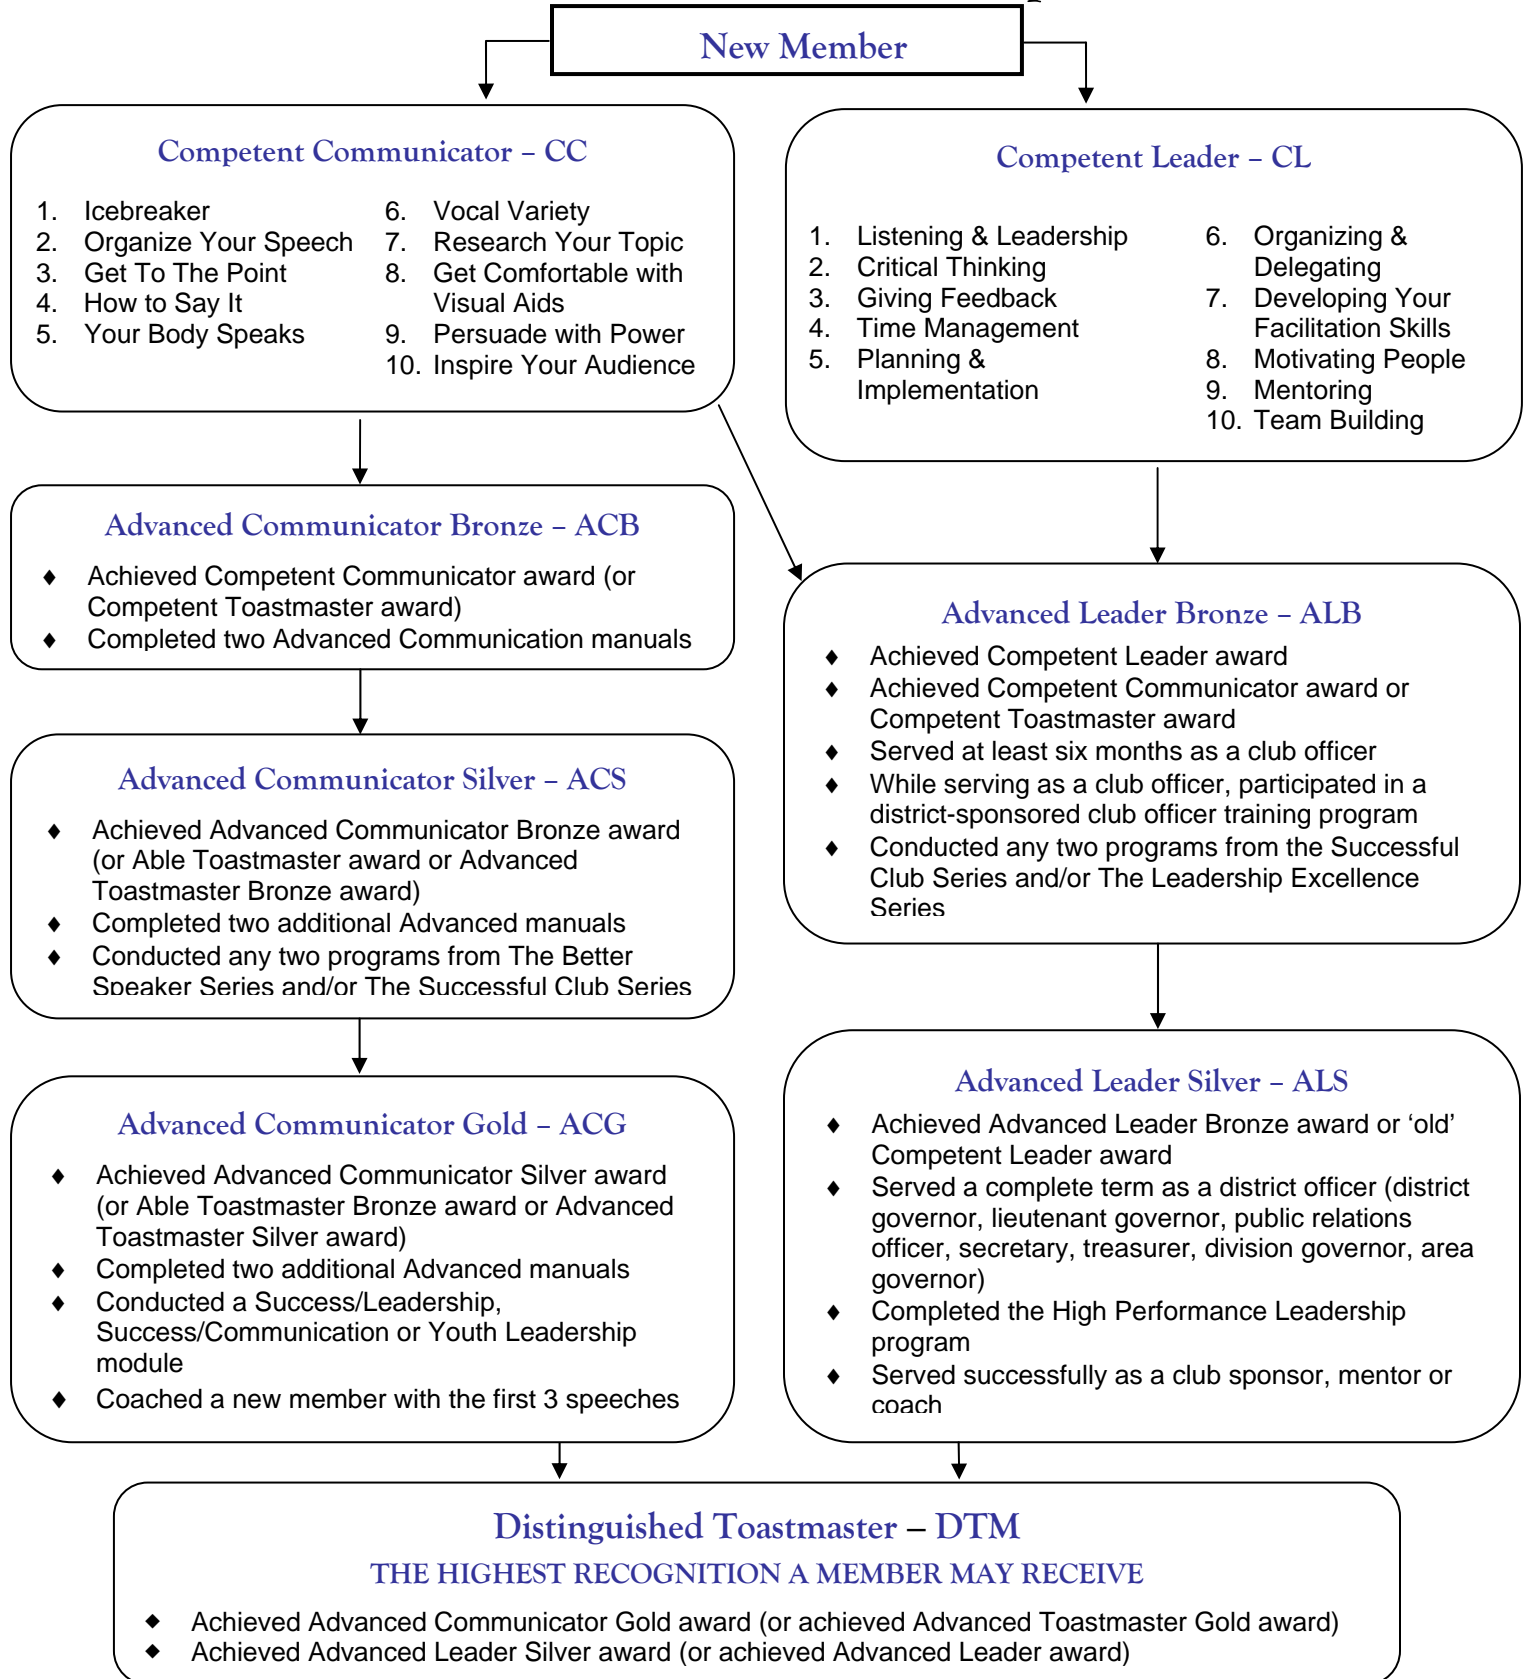 New Member
Competent Communicator – CC
1. Icebreaker
2. Organize Your Speech
3. Get To The Point
4. How to Say It
5. Your Body Speaks
6. Vocal Variety
7. Research Your Topic
8. Get Comfortable with
Visual Aids
9. Persuade with Power
10. Inspire Your Audience
Competent Leader – CL
1. Listening & Leadership
2. Critical Thinking
3. Giving Feedback
4. Time Management
5. Planning &
Implementation
6. Organizing &
Delegating
7. Developing Your
Facilitation Skills
8. Motivating People
9. Mentoring
10. Team Building
Advanced Communicator Bronze – ACB
♦ Achieved Competent Communicator award (or
Competent Toastmaster award)
♦ Completed two Advanced Communication manuals
Advanced Leader Bronze – ALB
♦ Achieved Competent Leader award
♦ Achieved Competent Communicator award or
Competent Toastmaster award
♦ Served at least six months as a club officer
♦ While serving as a club officer, participated in a
district-sponsored club officer training program
♦ Conducted any two programs from the Successful
Club Series and/or The Leadership Excellence
Series
Advanced Communicator Silver – ACS
♦ Achieved Advanced Communicator Bronze award
(or Able Toastmaster award or Advanced
Toastmaster Bronze award)
♦ Completed two additional Advanced manuals
♦ Conducted any two programs from The Better
Speaker Series and/or The Successful Club Series
Advanced Leader Silver – ALS
♦ Achieved Advanced Leader Bronze award or ‘old’
Competent Leader award
♦ Served a complete term as a district officer (district
governor, lieutenant governor, public relations
officer, secretary, treasurer, division governor, area
governor)
♦ Completed the High Performance Leadership
program
♦ Served successfully as a club sponsor, mentor or
coach
Advanced Communicator Gold – ACG
♦ Achieved Advanced Communicator Silver award
(or Able Toastmaster Bronze award or Advanced
Toastmaster Silver award)
♦ Completed two additional Advanced manuals
♦ Conducted a Success/Leadership,
Success/Communication or Youth Leadership
module
♦ Coached a new member with the first 3 speeches
Distinguished Toastmaster – DTM
THE HIGHEST RECOGNITION A MEMBER MAY RECEIVE
◆ Achieved Advanced Communicator Gold award (or achieved Advanced Toastmaster Gold award)
◆ Achieved Advanced Leader Silver award (or achieved Advanced Leader award)